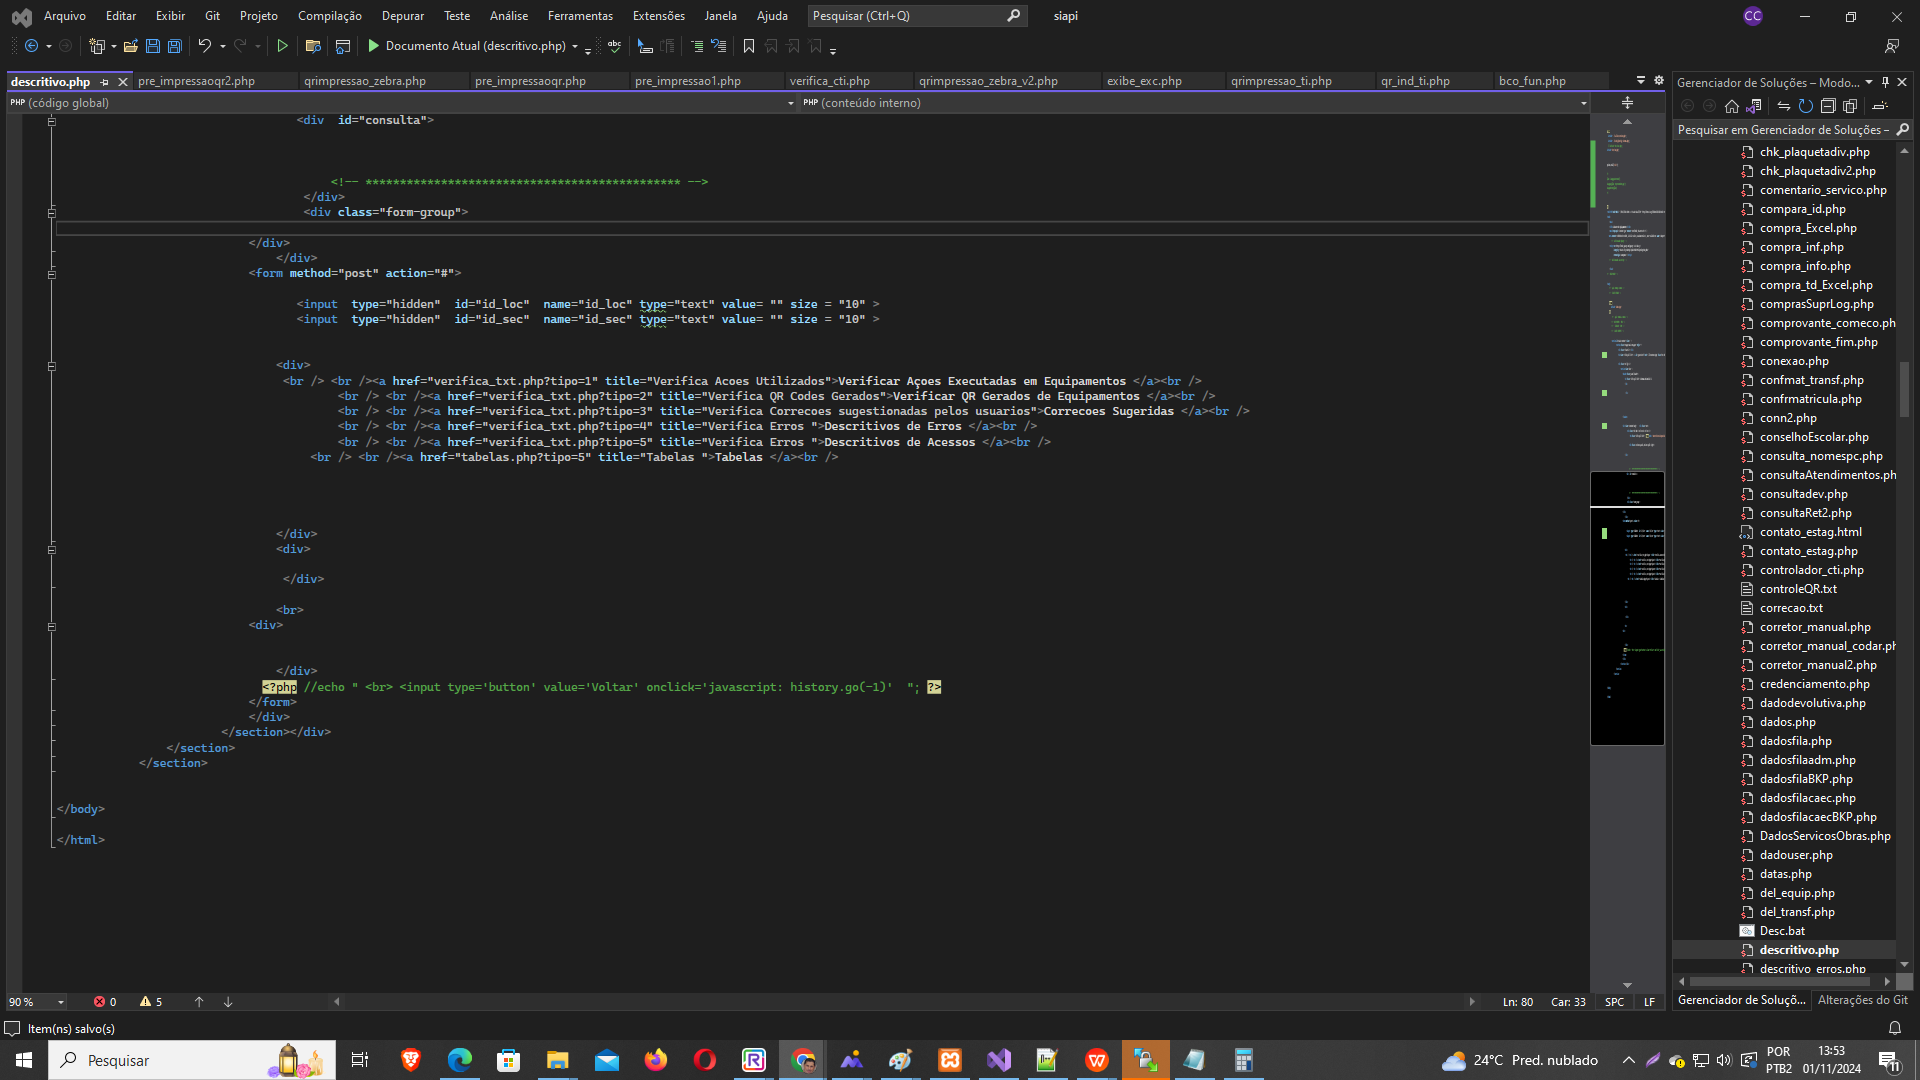 Arquivo Editar Exibir Git Projeto Compilação Depurar Teste Análise Ferramentas Extensões Janela Ajuda Pesquisar (Ctrl+Q) siapi CC
Documento Atual (descritivo.php) abc
descritivo.php pre_impressaoqr2.php qrimpressao_zebra.php pre_impressaoqr.php pre_impressao1.php verifica_cti.php qrimpressao_zebra_v2.php exibe_exc.php qrimpressao_ti.php qr_ind_ti.php bco_fun.php
PHP (código global) PHP (conteúdo interno)
<div  id="consulta">
<!-- ********************************************** -->
</div>
<div class="form-group">
</div>
</div>
<form method="post" action="#">
<input  type="hidden"  id="id_loc"  name="id_loc" type="text" value= "" size = "10" >
<input  type="hidden"  id="id_sec"  name="id_sec" type="text" value= "" size = "10" >
<div>
<br /> <br /><a href="verifica_txt.php?tipo=1" title="Verifica Acoes Utilizados">Verificar Açoes Executadas em Equipamentos </a><br />
<br /> <br /><a href="verifica_txt.php?tipo=2" title="Verifica QR Codes Gerados">Verificar QR Gerados de Equipamentos </a><br />
<br /> <br /><a href="verifica_txt.php?tipo=3" title="Verifica Correcoes sugestionadas pelos usuarios">Correcoes Sugeridas </a><br />
<br /> <br /><a href="verifica_txt.php?tipo=4" title="Verifica Erros ">Descritivos de Erros </a><br />
<br /> <br /><a href="verifica_txt.php?tipo=5" title="Verifica Erros ">Descritivos de Acessos </a><br />
<br /> <br /><a href="tabelas.php?tipo=5" title="Tabelas ">Tabelas </a><br />
</div>
<div>
</div>
<br>
<div>
</div>
<?php //echo " <br> <input type='button' value='Voltar' onclick='javascript: history.go(-1)'  "; ?>
</form>
</div>
</section></div>
</section>
</section>
</body>
</html>
90 % 0 5 Ln: 80 Car: 33 SPC LF
Gerenciador de Soluções – Modo...
Pesquisar em Gerenciador de Soluções –
chk_plaquetadiv.php
chk_plaquetadiv2.php
comentario_servico.php
compara_id.php
compra_Excel.php
compra_inf.php
compra_info.php
compra_td_Excel.php
comprasSuprLog.php
comprovante_comeco.ph
comprovante_fim.php
conexao.php
confmat_transf.php
confrmatricula.php
conn2.php
conselhoEscolar.php
consulta_nomespc.php
consultaAtendimentos.ph
consultadev.php
consultaRet2.php
contato_estag.html
contato_estag.php
controlador_cti.php
controleQR.txt
correcao.txt
corretor_manual.php
corretor_manual_codar.ph
corretor_manual2.php
credenciamento.php
dadodevolutiva.php
dados.php
dadosfila.php
dadosfilaadm.php
dadosfilaBKP.php
dadosfilacaec.php
dadosfilacaecBKP.php
DadosServicosObras.php
dadouser.php
datas.php
del_equip.php
del_transf.php
Desc.bat
descritivo.php
descritivo_erros.php
Gerenciador de Soluçõ... Alterações do Git
Item(ns) salvo(s)
Pesquisar 24°C Pred. nublado POR PTB2 13:53 01/11/2024 11